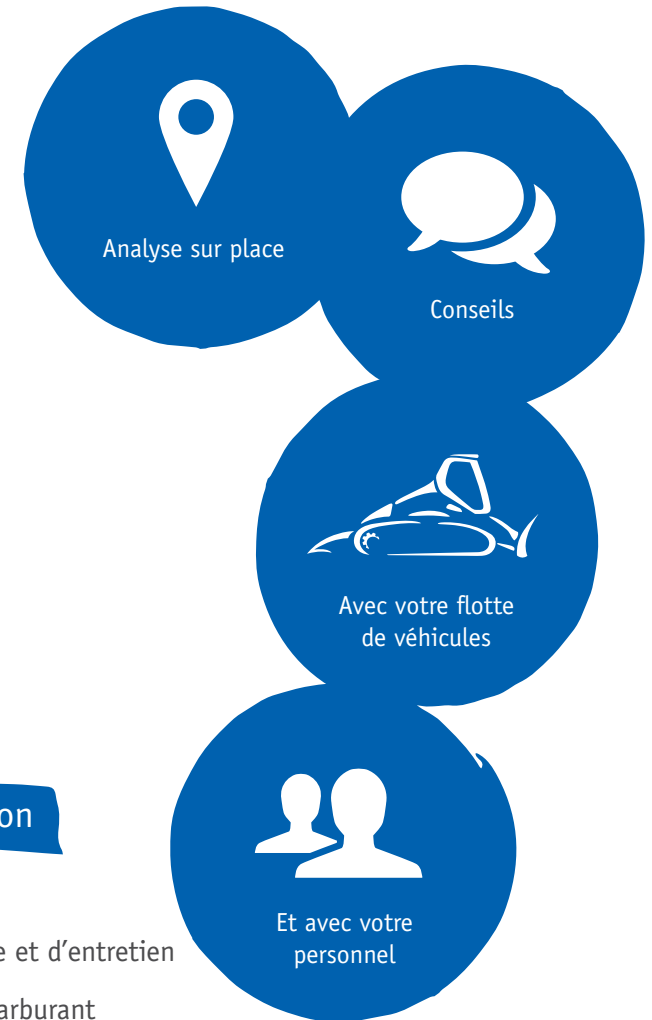 Analyse sur place
Conseils
Avec votre flotte
de véhicules
on
Et avec votre
personnel
e et d’entretien
arburant